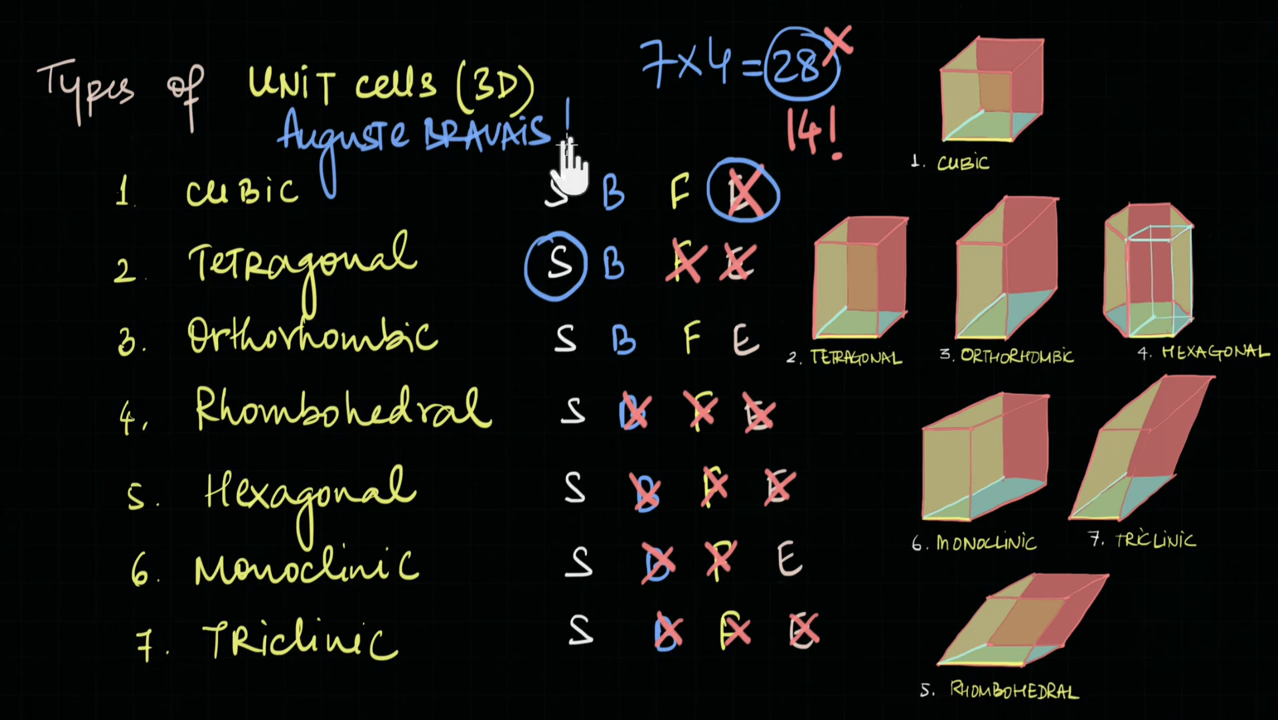 Types of UNIT cells (3D)
7×4 = 28
Auguste BRAVAIS !
14!
1. CUBIC S B F E
2. Tetragonal S B F E
3. Orthorhombic S B F E
4. Rhombohedral S B F E
5. Hexagonal S B F E
6. Monoclinic S B F E
7. Triclinic S B F E
1. CUBIC
2. TETRAGONAL
3. ORTHORHOMBIC
4. HEXAGONAL
6. MONOCLINIC
7. TRICLINIC
5. RHOMBOHEDRAL